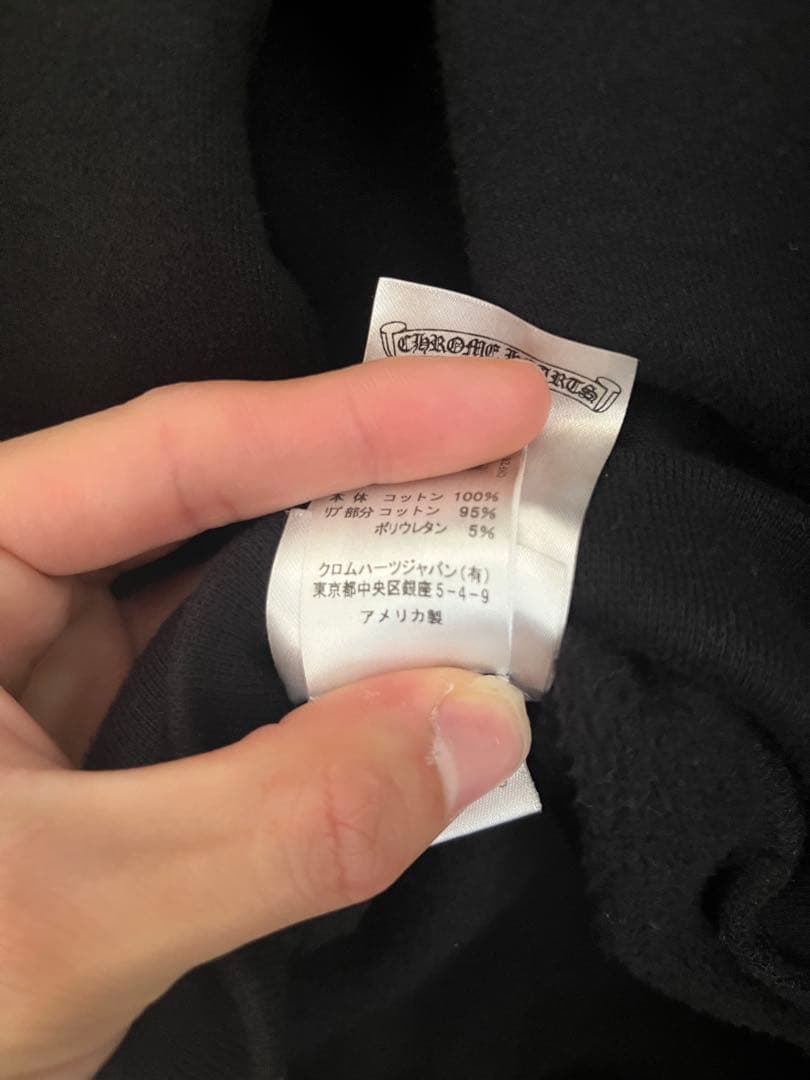 CHROME HEARTS
本体 コットン 100%
リブ部分 コットン 95%
ポリウレタン 5%
クロムハーツジャパン(有)
東京都中央区銀座5-4-9
アメリカ製